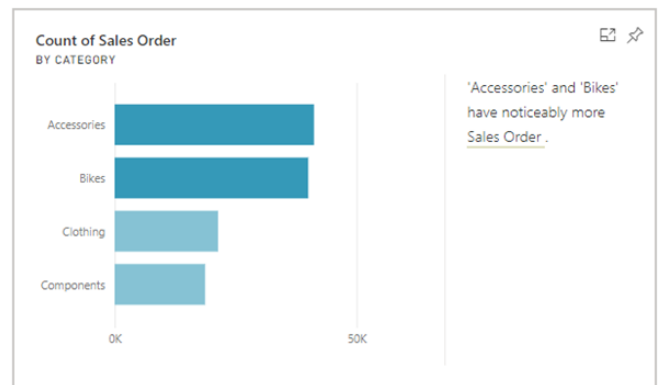 Count of Sales Order
BY CATEGORY
Accessories
Bikes
Clothing
Components
0K
50K
'Accessories' and 'Bikes'
have noticeably more
Sales Order .